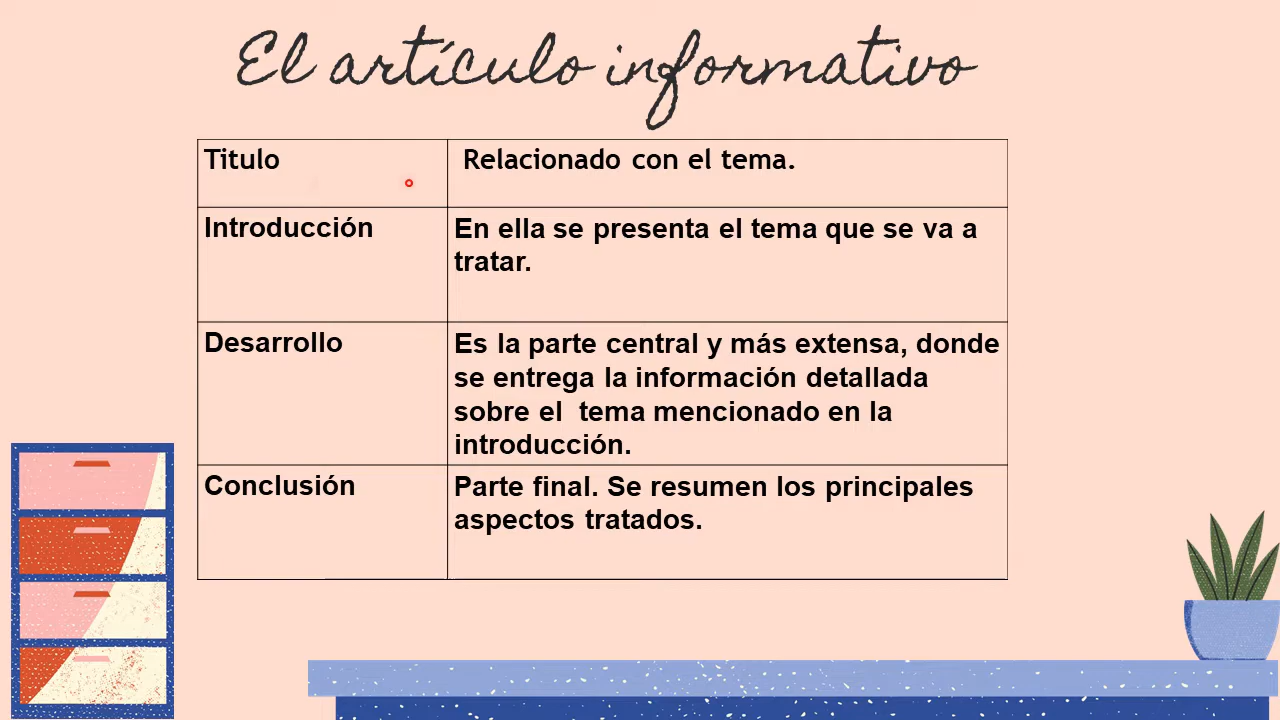 El artículo informativo
Titulo
Relacionado con el tema.
Introducción
En ella se presenta el tema que se va a
tratar.
Desarrollo
Es la parte central y más extensa, donde
se entrega la información detallada
sobre el  tema mencionado en la
introducción.
Conclusión
Parte final. Se resumen los principales
aspectos tratados.